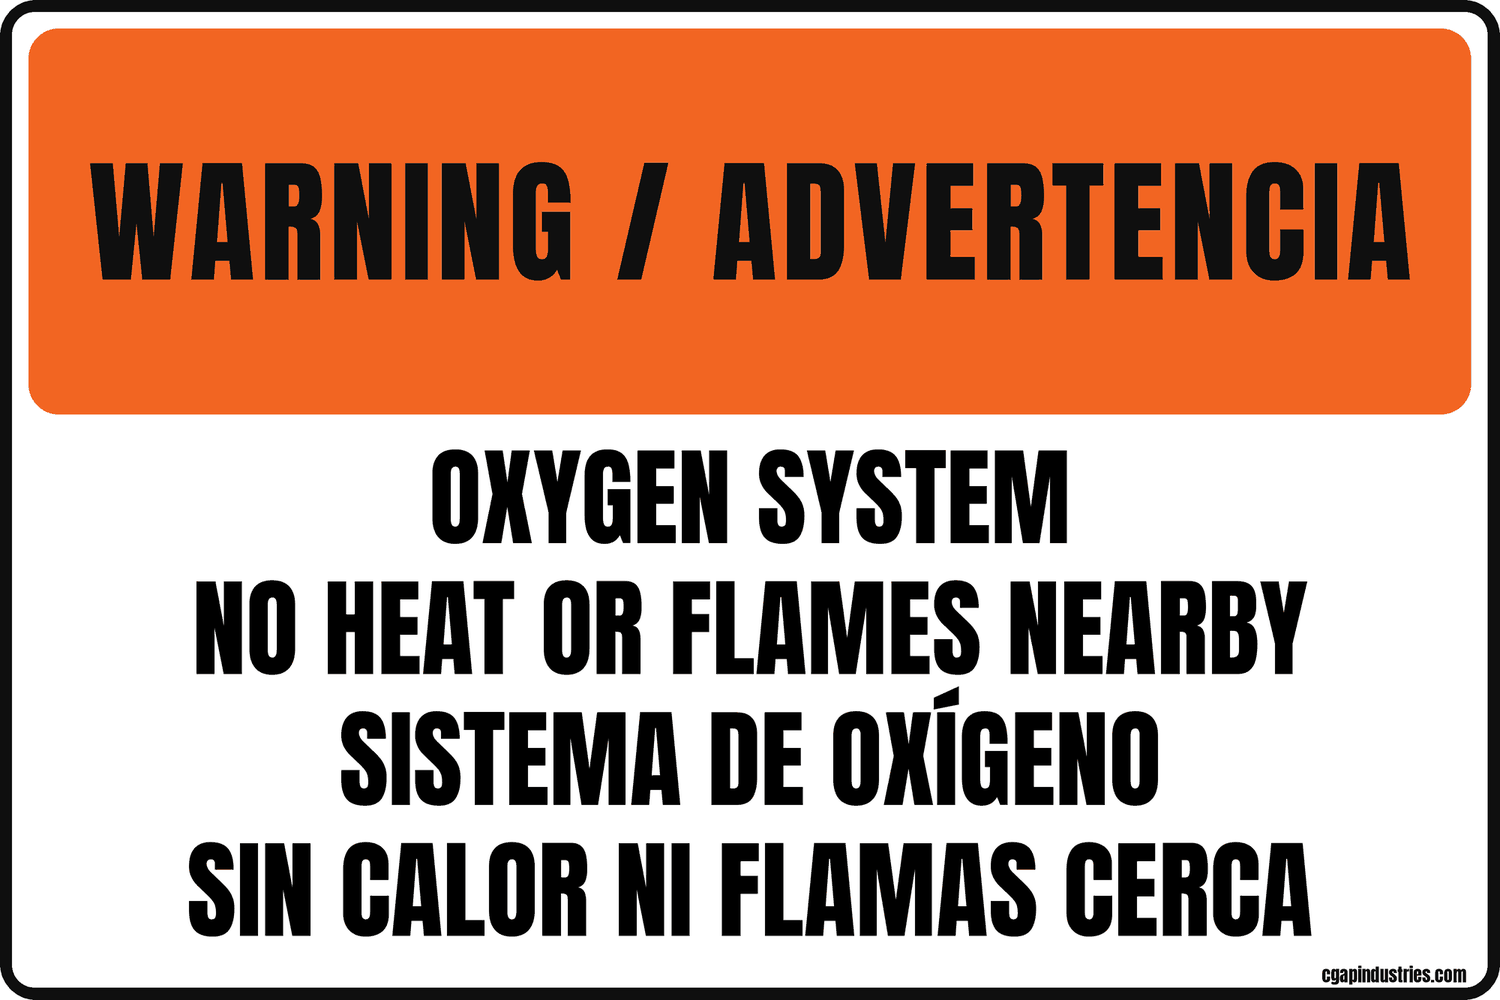 WARNING / ADVERTENCIA
OXYGEN SYSTEM
NO HEAT OR FLAMES NEARBY
SISTEMA DE OXÍGENO
SIN CALOR NI FLAMAS CERCA
cgapindustries.com